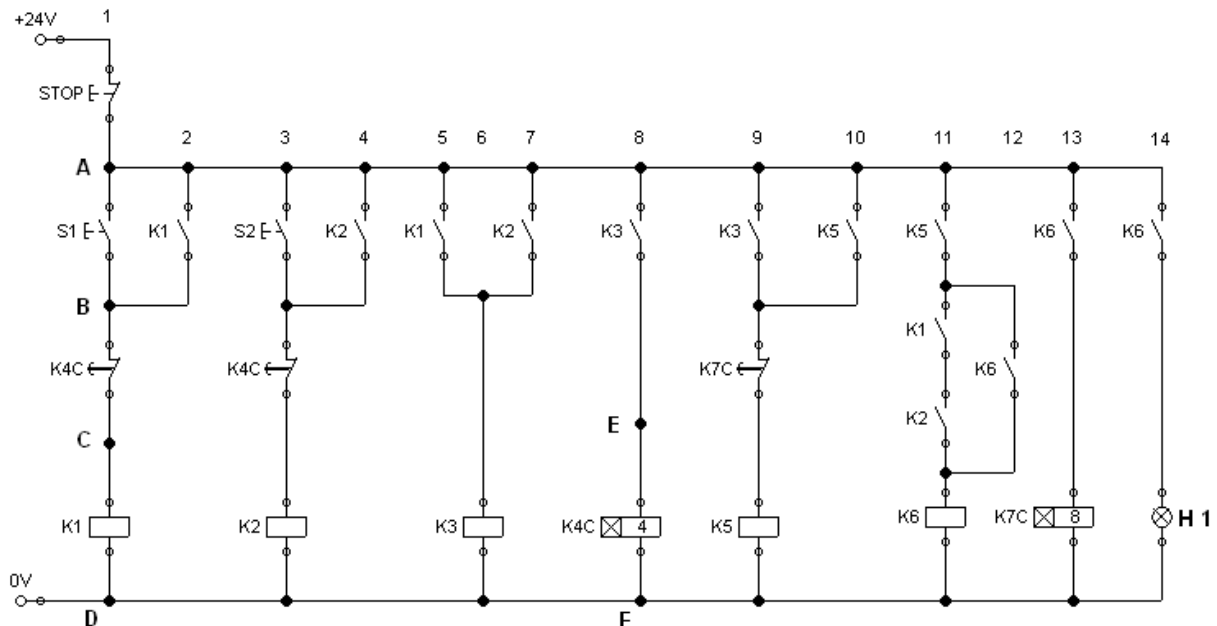 +24V 1
STOP
2 3 4 5 6 7 8 9 10 11 12 13 14
A
S1 K1 S2 K2 K1 K2 K3 K3 K5 K5 K6 K6
B
K1
K4C K4C K7C K6
K2
E
C
K1 K2 K3 K4C 4 K5 K6 K7C 8 H 1
0V
D F